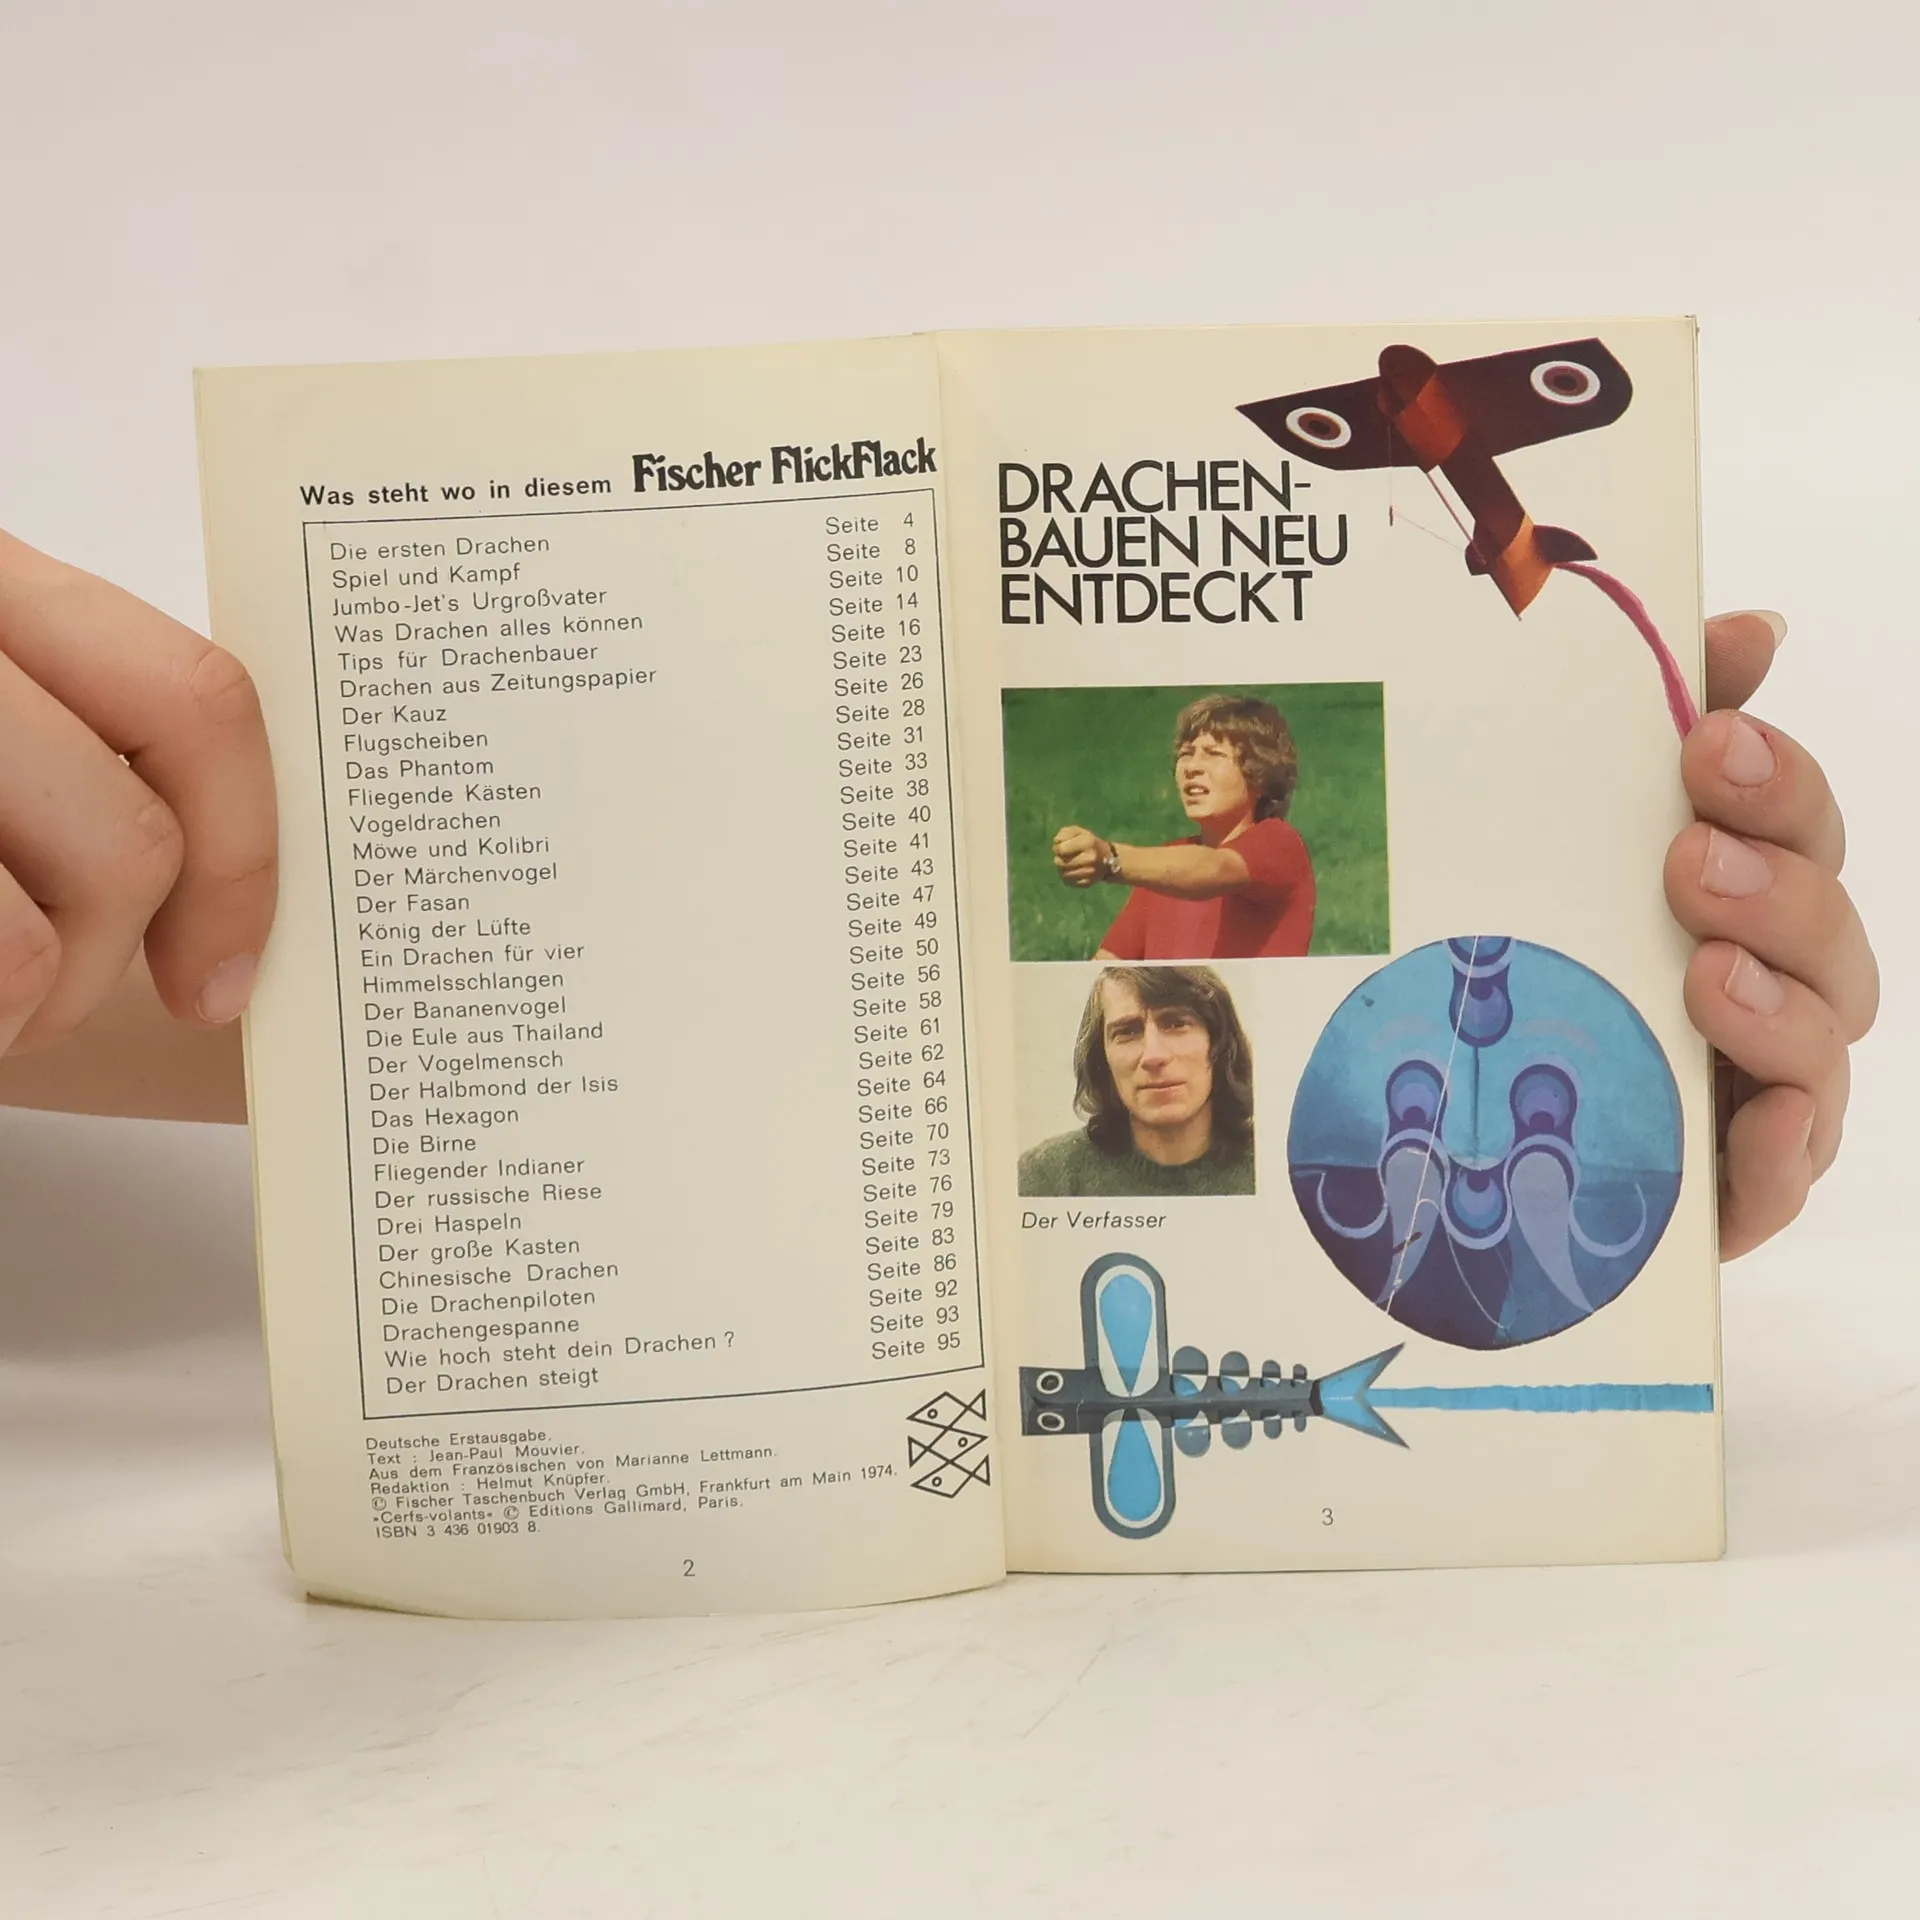 Was steht wo in diesem Fischer FlickFlack
Die ersten Drachen Seite 4
Spiel und Kampf Seite 8
Jumbo-Jet's Urgroßvater Seite 10
Was Drachen alles können Seite 14
Tips für Drachenbauer Seite 16
Drachen aus Zeitungspapier Seite 23
Der Kauz Seite 26
Flugscheiben Seite 28
Das Phantom Seite 31
Fliegende Kästen Seite 33
Vogeldrachen Seite 38
Möwe und Kolibri Seite 40
Der Märchenvogel Seite 41
Der Fasan Seite 43
König der Lüfte Seite 47
Ein Drachen für vier Seite 49
Himmelsschlangen Seite 50
Der Bananenvogel Seite 56
Die Eule aus Thailand Seite 58
Der Vogelmensch Seite 61
Der Halbmond der Isis Seite 62
Das Hexagon Seite 64
Die Birne Seite 66
Fliegender Indianer Seite 70
Der russische Riese Seite 73
Drei Haspeln Seite 76
Der große Kasten Seite 79
Chinesische Drachen Seite 83
Die Drachenpiloten Seite 86
Drachengespanne Seite 92
Wie hoch steht dein Drachen ? Seite 93
Der Drachen steigt Seite 95
Deutsche Erstausgabe.
Text : Jean-Paul Mouvier.
Aus dem Französischen von Marianne Lettmann.
Redaktion : Helmut Knüpfer.
© Fischer Taschenbuch Verlag GmbH, Frankfurt am Main 1974.
»Cerfs-volants« © Editions Gallimard, Paris.
ISBN 3 436 01903 8.
2
DRACHEN-
BAUEN NEU
ENTDECKT
Der Verfasser
3